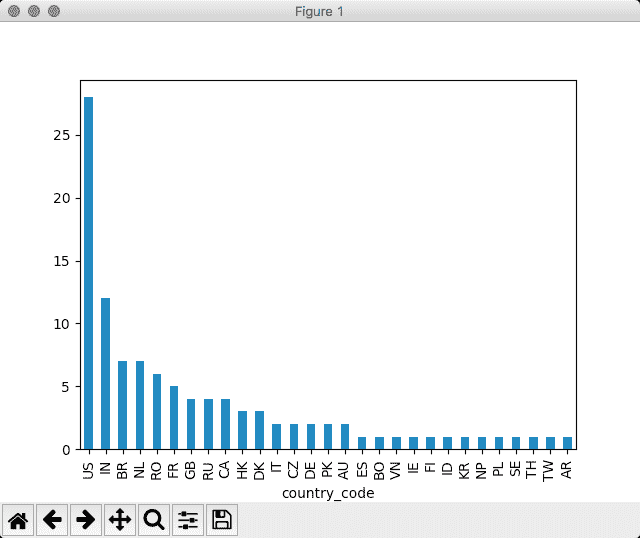 Figure 1
25
20
15
10
5
0
US IN BR NL RO FR GB RU CA HK DK IT CZ DE PK AU ES BO VN IE FI ID KR NP PL SE TH TW AR
country_code